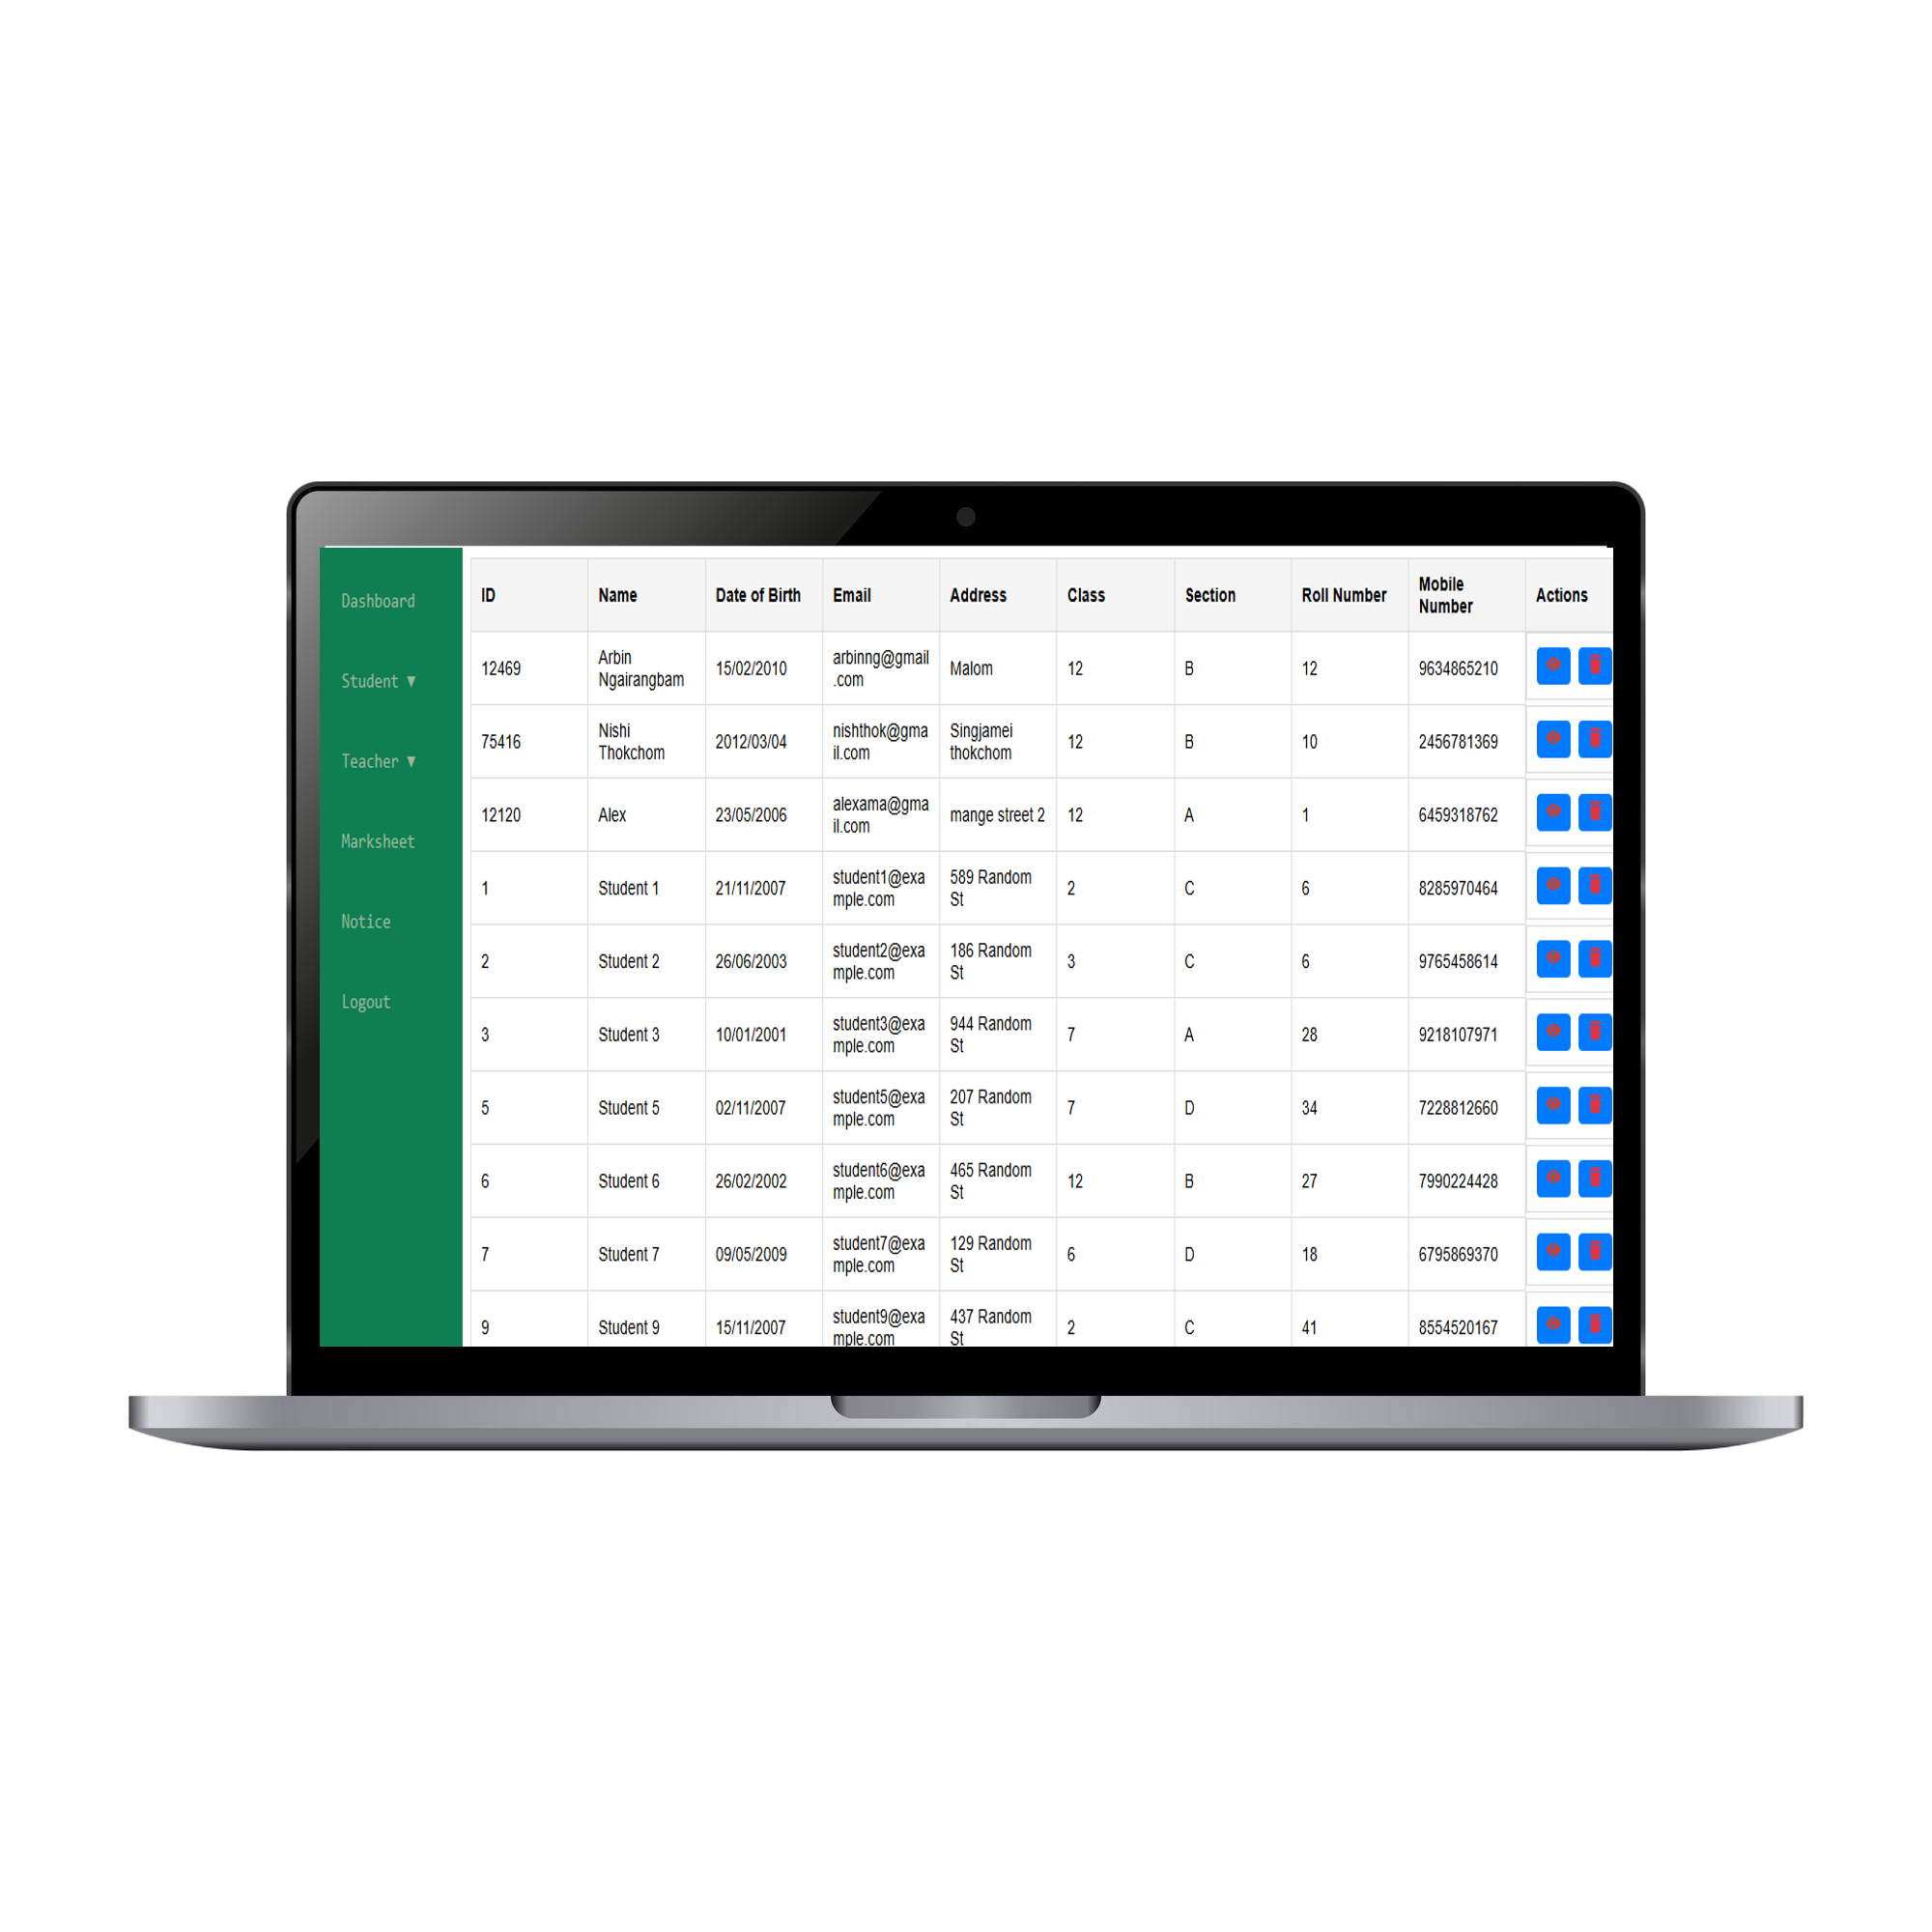 Dashboard
Student ▼
Teacher ▼
Marksheet
Notice
Logout
ID Name Date of Birth Email Address Class Section Roll Number Mobile Number Actions
12469 Arbin Ngairangbam 15/02/2010 arbinng@gmail.com Malom 12 B 12 9634865210
75416 Nishi Thokchom 2012/03/04 nishthok@gmail.com Singjamei thokchom 12 B 10 2456781369
12120 Alex 23/05/2006 alexama@gmail.com mange street 2 12 A 1 6459318762
1 Student 1 21/11/2007 student1@example.com 589 Random St 2 C 6 8285970464
2 Student 2 26/06/2003 student2@example.com 186 Random St 3 C 6 9765458614
3 Student 3 10/01/2001 student3@example.com 944 Random St 7 A 28 9218107971
5 Student 5 02/11/2007 student5@example.com 207 Random St 7 D 34 7228812660
6 Student 6 26/02/2002 student6@example.com 465 Random St 12 B 27 7990224428
7 Student 7 09/05/2009 student7@example.com 129 Random St 6 D 18 6795869370
9 Student 9 15/11/2007 student9@example.com 437 Random St 2 C 41 8554520167